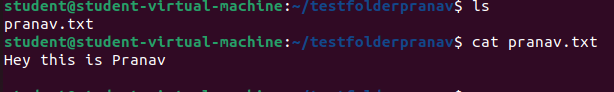 student@student-virtual-machine:~/testfolderpranav$ ls
pranav.txt
student@student-virtual-machine:~/testfolderpranav$ cat pranav.txt
Hey this is Pranav